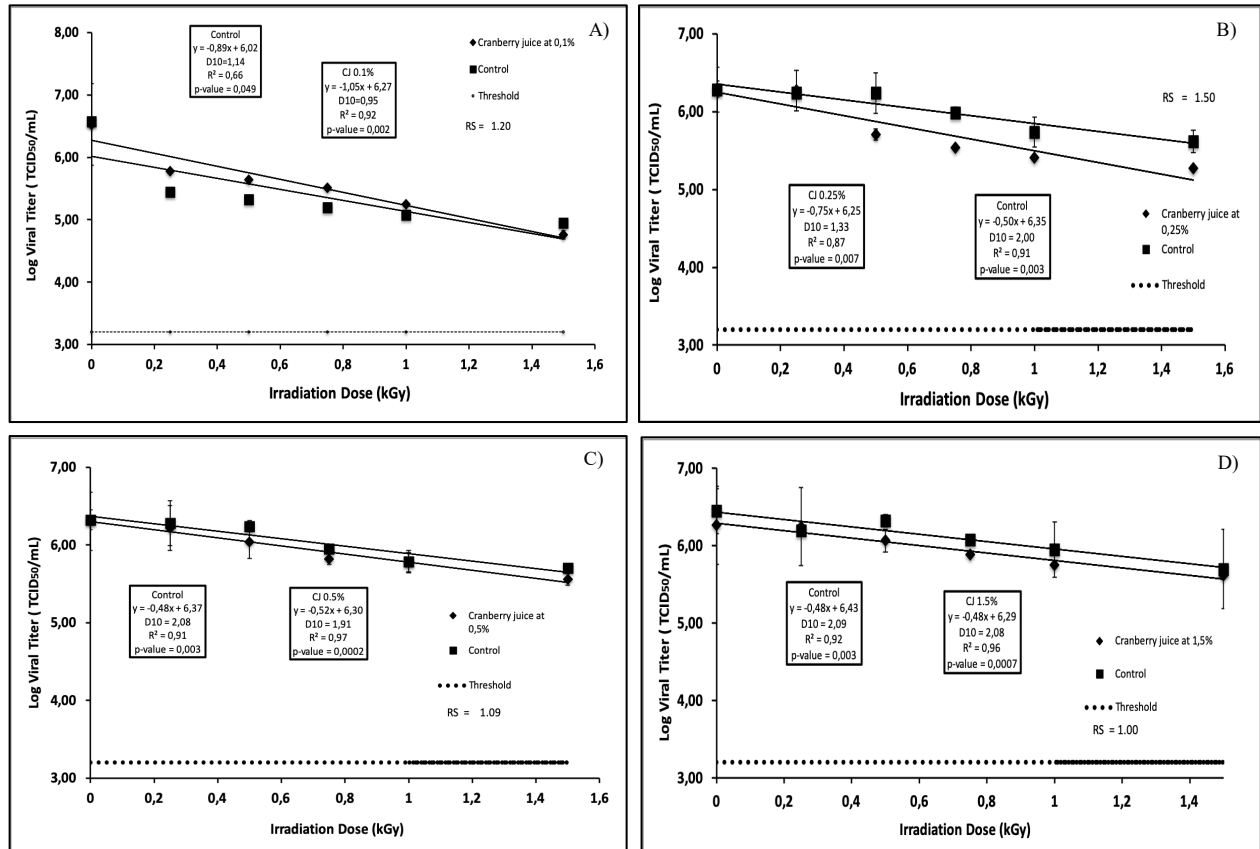 A)
8,00
7,00
6,00
5,00
4,00
3,00
Log Viral Titer ( TCID50/mL)
Control
y = -0,89x + 6,02
D10=1,14
R² = 0,66
p-value = 0,049
CJ 0.1%
y = -1,05x + 6,27
D10=0,95
R² = 0,92
p-value = 0,002
Cranberry juice at 0,1%
Control
Threshold
RS = 1.20
0 0,2 0,4 0,6 0,8 1 1,2 1,4 1,6
Irradiation Dose (kGy)
B)
7,00
6,00
5,00
4,00
3,00
Log Viral Titer ( TCID50/mL)
RS = 1.50
CJ 0.25%
y = -0,75x + 6,25
D10 = 1,33
R² = 0,87
p-value = 0,007
Control
y = -0,50x + 6,35
D10 = 2,00
R² = 0,91
p-value = 0,003
Cranberry juice at
0,25%
Control
Threshold
0 0,2 0,4 0,6 0,8 1 1,2 1,4 1,6
Irradiation Dose (kGy)
C)
7,00
6,00
5,00
4,00
3,00
Log Viral Titer ( TCID50/mL)
Control
y = -0,48x + 6,37
D10 = 2,08
R² = 0,91
p-value = 0,003
CJ 0.5%
y = -0,52x + 6,30
D10 = 1,91
R² = 0,97
p-value = 0,0002
Cranberry juice at
0,5%
Control
Threshold
RS = 1.09
0 0,2 0,4 0,6 0,8 1 1,2 1,4 1,6
Irradiation Dose (kGy)
D)
7,00
6,00
5,00
4,00
3,00
Log Viral Titer ( TCID50/mL)
Control
y = -0,48x + 6,43
D10 = 2,09
R² = 0,92
p-value = 0,003
CJ 1.5%
y = -0,48x + 6,29
D10 = 2,08
R² = 0,96
p-value = 0,0007
Cranberry juice at 1,5%
Control
Threshold
RS = 1.00
0 0,2 0,4 0,6 0,8 1 1,2 1,4
Irradiation Dose (kGy)